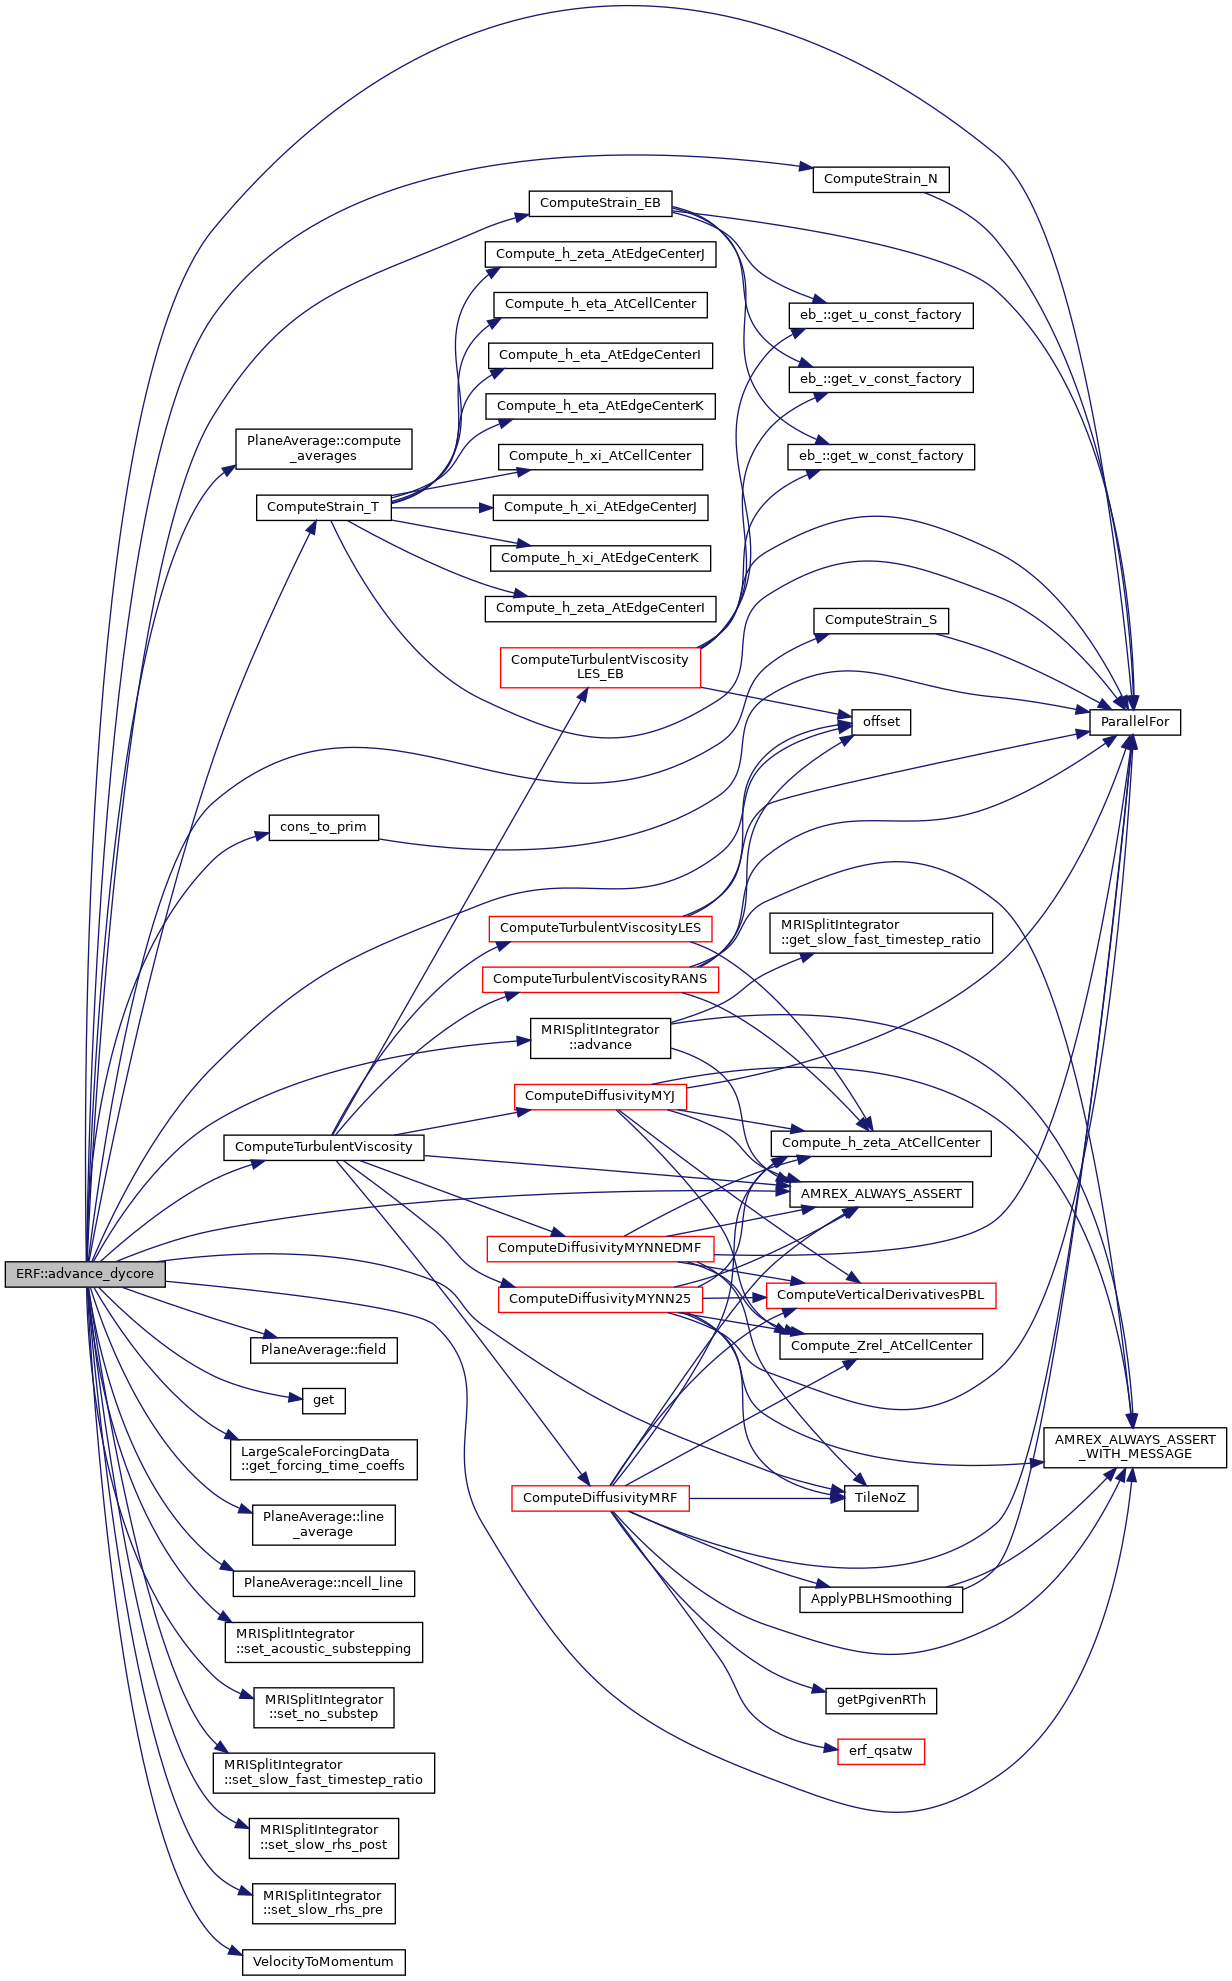 ComputeStrain_N
ComputeStrain_EB
Compute_h_zeta_AtEdgeCenterJ
Compute_h_eta_AtCellCenter
eb_::get_u_const_factory
Compute_h_eta_AtEdgeCenterI
eb_::get_v_const_factory
Compute_h_eta_AtEdgeCenterK
PlaneAverage::compute
_averages
Compute_h_xi_AtCellCenter
eb_::get_w_const_factory
ComputeStrain_T
Compute_h_xi_AtEdgeCenterJ
Compute_h_xi_AtEdgeCenterK
Compute_h_zeta_AtEdgeCenterI
ComputeStrain_S
ComputeTurbulentViscosity
LES_EB
offset
ParallelFor
cons_to_prim
ComputeTurbulentViscosityLES
MRISplitIntegrator
::get_slow_fast_timestep_ratio
ComputeTurbulentViscosityRANS
MRISplitIntegrator
::advance
ComputeDiffusivityMYJ
ComputeTurbulentViscosity
Compute_h_zeta_AtCellCenter
AMREX_ALWAYS_ASSERT
ComputeDiffusivityMYNNEDMF
ERF::advance_dycore
ComputeDiffusivityMYNN25
ComputeVerticalDerivativesPBL
PlaneAverage::field
Compute_Zrel_AtCellCenter
get
LargeScaleForcingData
::get_forcing_time_coeffs
AMREX_ALWAYS_ASSERT
_WITH_MESSAGE
ComputeDiffusivityMRF
TileNoZ
PlaneAverage::line
_average
PlaneAverage::ncell_line
ApplyPBLHSmoothing
MRISplitIntegrator
::set_acoustic_substepping
MRISplitIntegrator
::set_no_substep
getPgivenRTh
erf_qsatw
MRISplitIntegrator
::set_slow_fast_timestep_ratio
MRISplitIntegrator
::set_slow_rhs_post
MRISplitIntegrator
::set_slow_rhs_pre
VelocityToMomentum